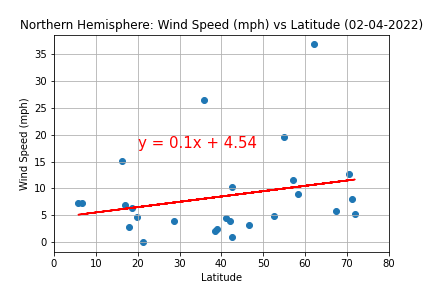 Northern Hemisphere: Wind Speed (mph) vs Latitude (02-04-2022)
35
30
25
20
15
10
5
0
Wind Speed (mph)
y = 0.1x + 4.54
0 10 20 30 40 50 60 70 80
Latitude